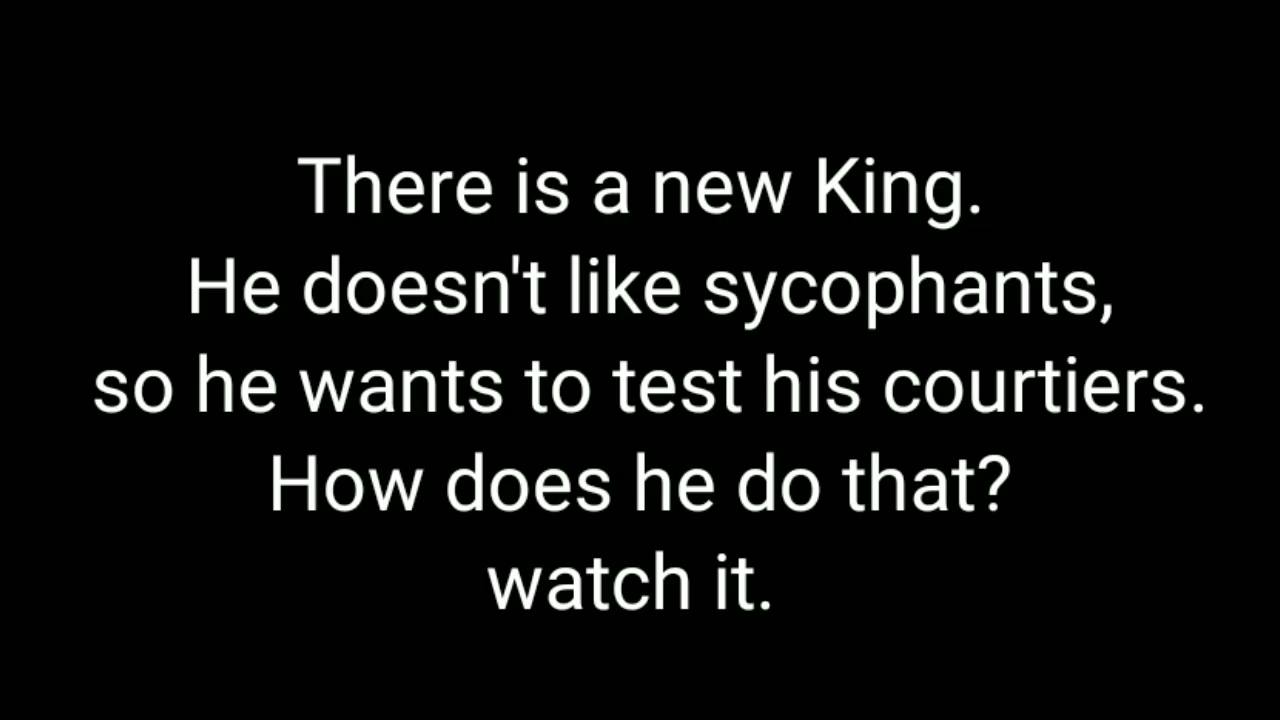 There is a new King.
He doesn't like sycophants,
so he wants to test his courtiers.
How does he do that?
watch it.